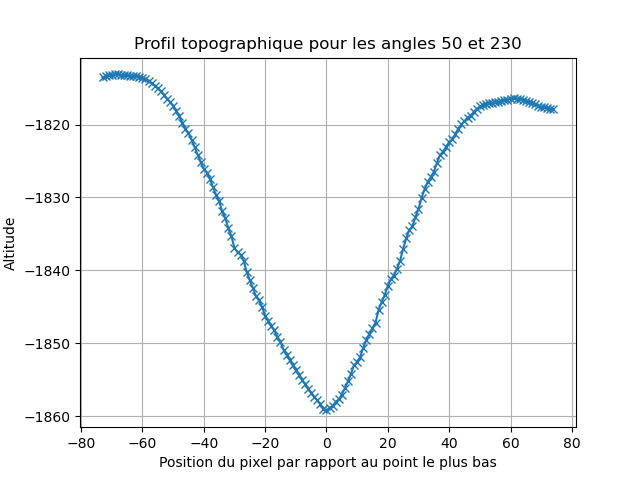 Profil topographique pour les angles 50 et 230
Altitude
−1820
−1830
−1840
−1850
−1860
−80 −60 −40 −20 0 20 40 60 80
Position du pixel par rapport au point le plus bas